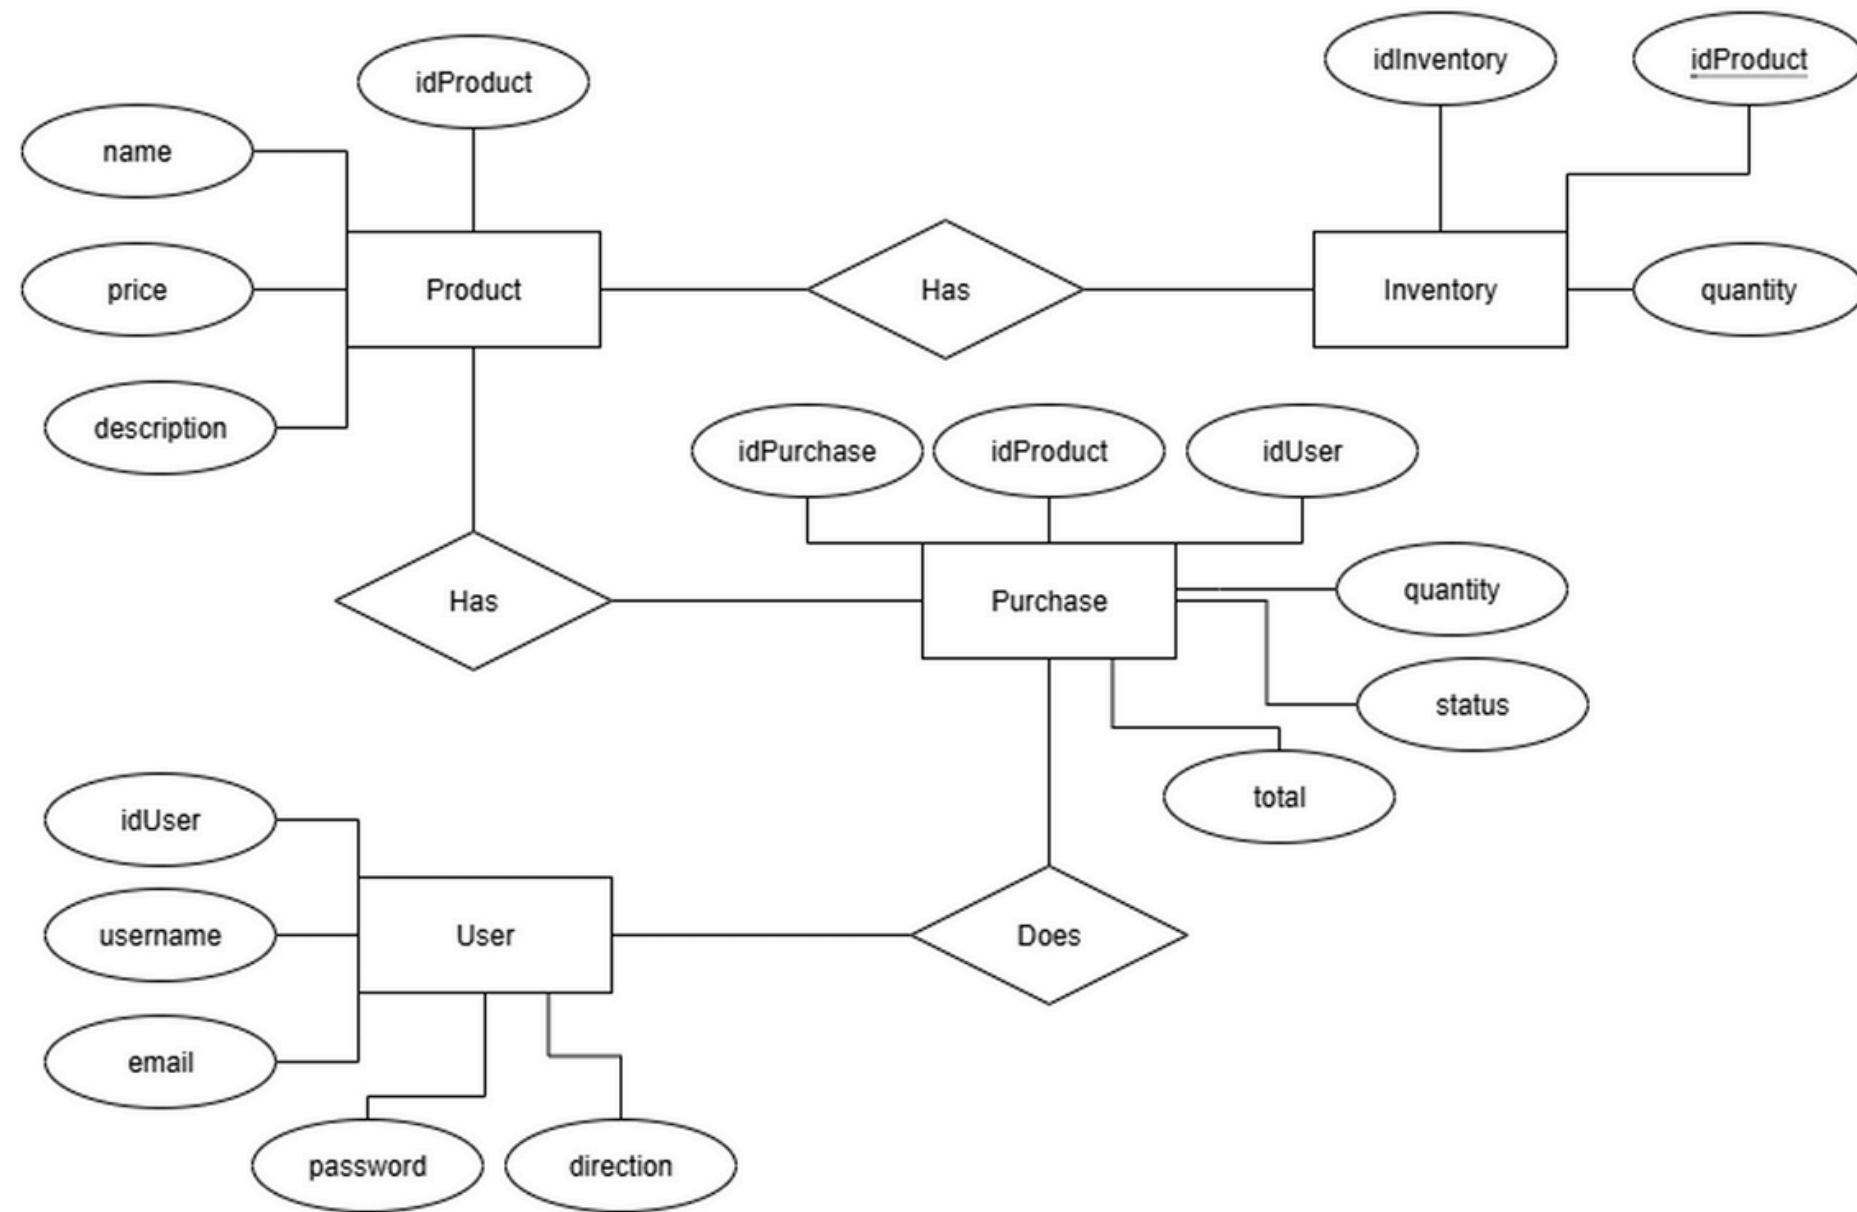 idInventory
idProduct
idProduct
name
price
Product
Has
Inventory
quantity
description
idPurchase
idProduct
idUser
Has
Purchase
quantity
status
total
idUser
username
User
Does
email
password
direction